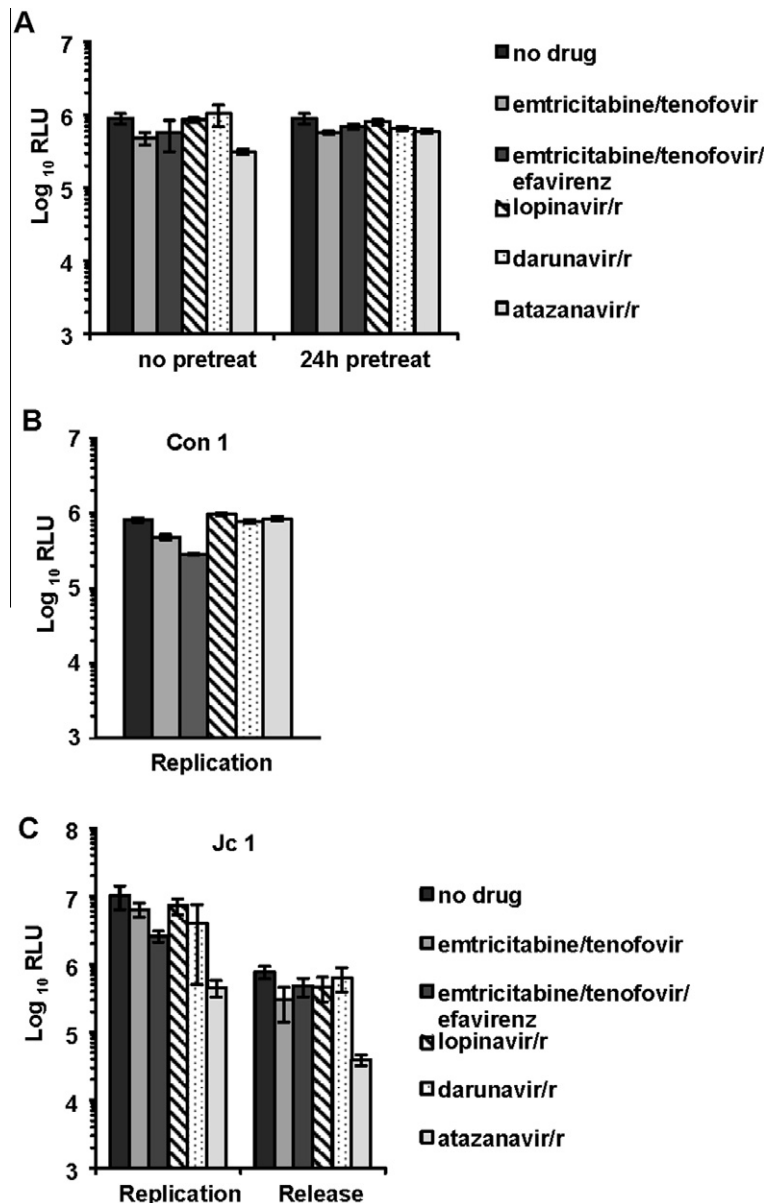 A
7
6
5
4
3
Log 10 RLU
no pretreat 24h pretreat
no drug
emtricitabine/tenofovir
emtricitabine/tenofovir/
efavirenz
lopinavir/r
darunavir/r
atazanavir/r
B
Con 1
7
6
5
4
3
Log 10 RLU
Replication
C
Jc 1
8
7
6
5
4
3
Log 10 RLU
Replication Release
no drug
emtricitabine/tenofovir
emtricitabine/tenofovir/
efavirenz
lopinavir/r
darunavir/r
atazanavir/r